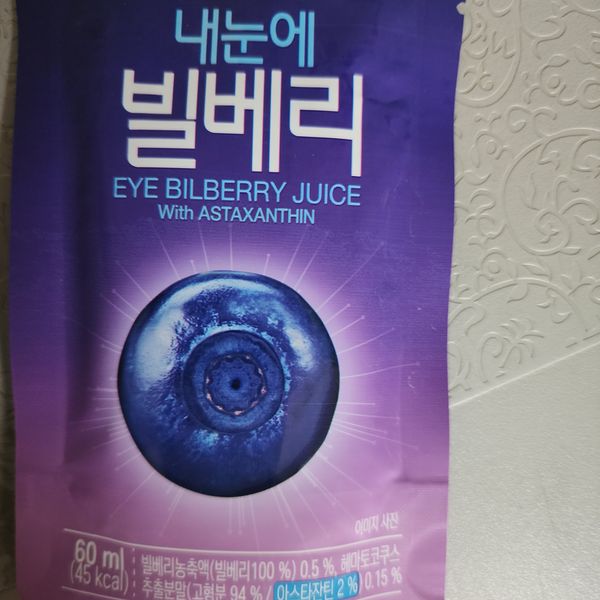 내눈에
빌베리
EYE BILBERRY JUICE
With ASTAXANTHIN
이미지 사진
60 ml
(45 kcal)
빌베리농축액(빌베리100 %) 0.5 %, 헤마토코쿠스
추출분말(고형분 94 % / 아스타잔틴 2 %) 0.15 %